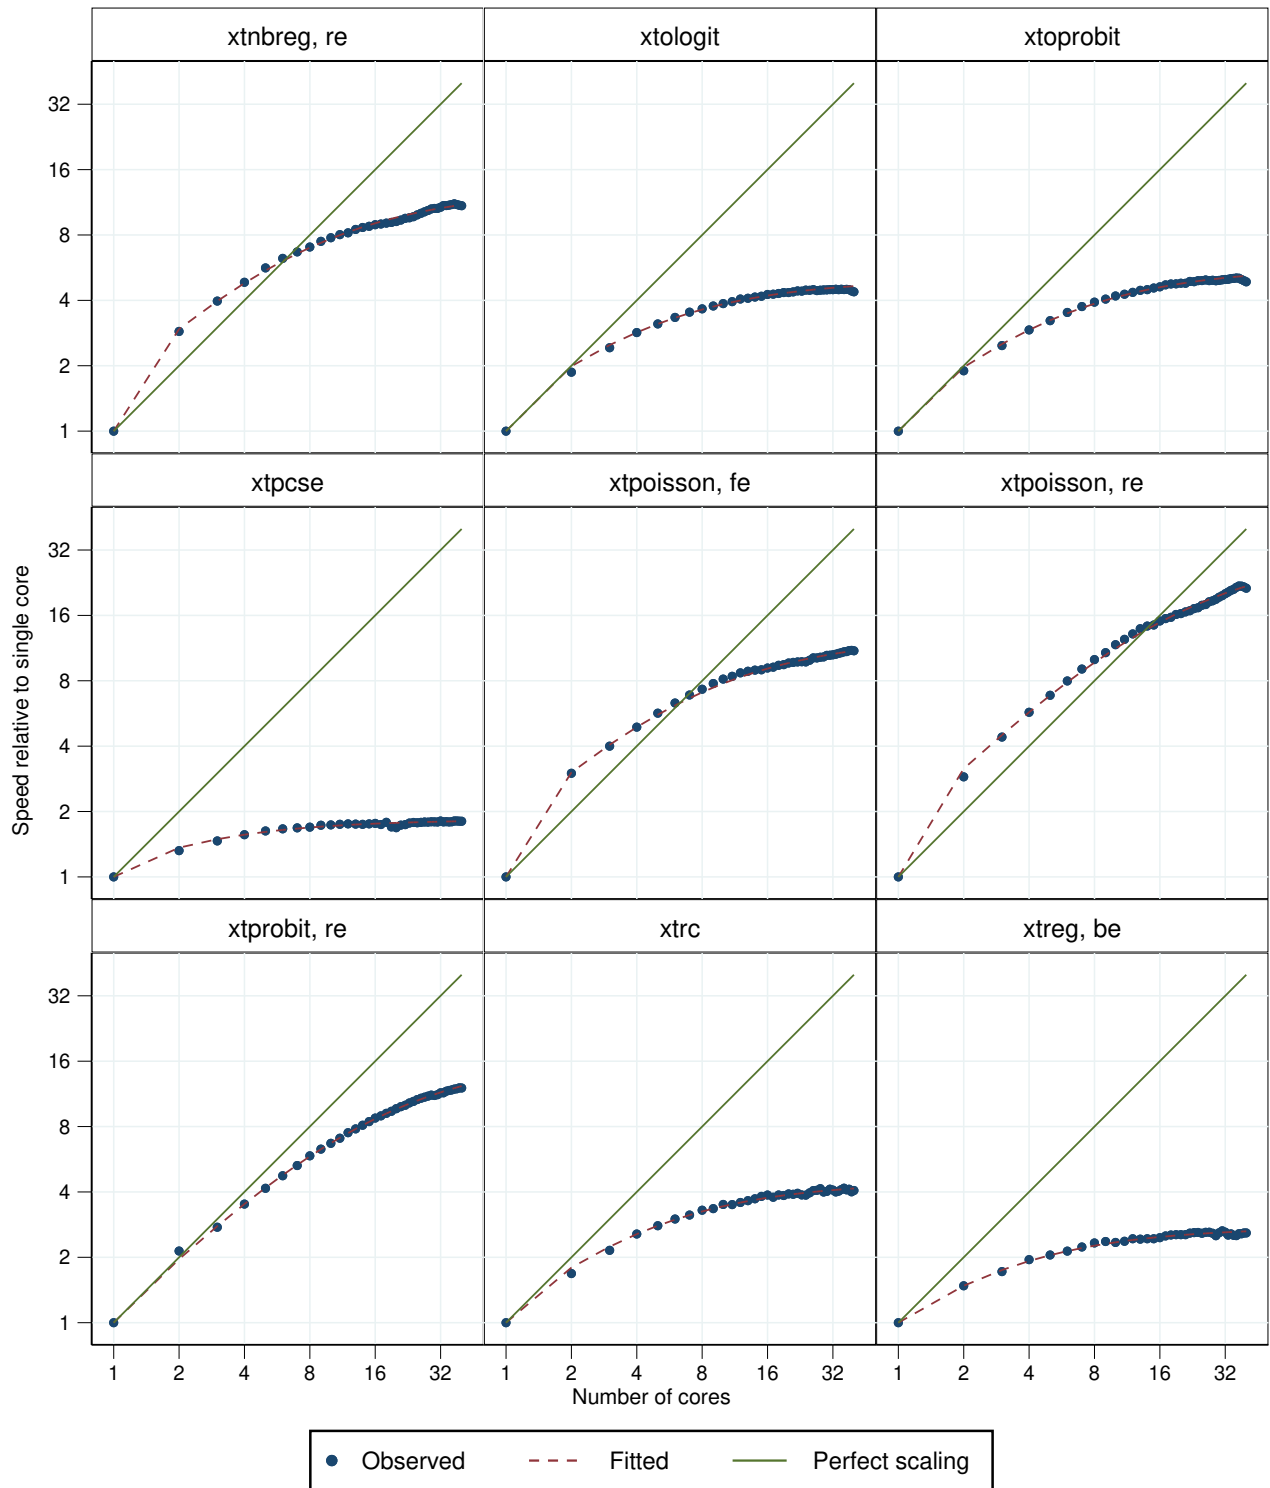 xtnbreg, re
xtologit
xtoprobit
32
16
8
4
2
1
xtpcse
xtpoisson, fe
xtpoisson, re
32
16
8
4
2
1
xtprobit, re
xtrc
xtreg, be
32
16
8
4
2
1
Speed relative to single core
1 2 4 8 16 32 1 2 4 8 16 32 1 2 4 8 16 32
Number of cores
Observed Fitted Perfect scaling